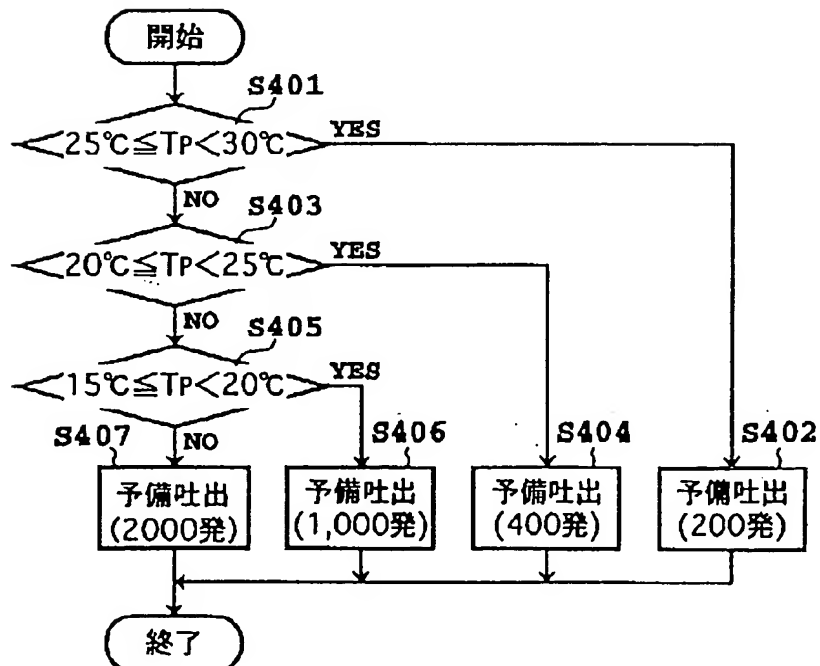 開始
S401
25℃≦TP<30℃
YES
NO
S403
20℃≦TP<25℃
YES
NO
S405
15℃≦TP<20℃
YES
NO
S407
S406
S404
S402
予備吐出
(2000発)
予備吐出
(1,000発)
予備吐出
(400発)
予備吐出
(200発)
終了